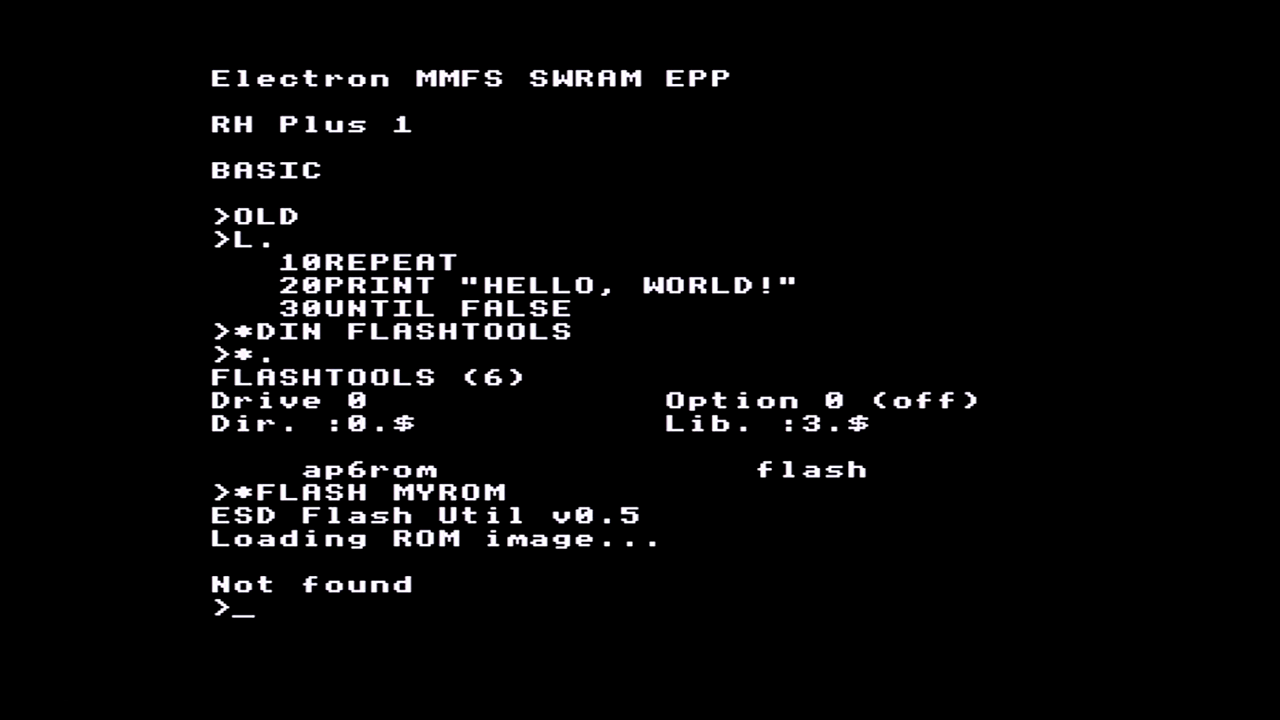 Electron MMFS SWRAM EPP
RH Plus 1
BASIC
>OLD
>L.
10REPEAT
20PRINT "HELLO, WORLD!"
30UNTIL FALSE
>*DIN FLASHTOOLS
>*.
FLASHTOOLS (6)
Drive 0 Option 0 (off)
Dir. :0.$ Lib. :3.$
ap6rom flash
>*FLASH MYROM
ESD Flash Util v0.5
Loading ROM image...
Not found
>_